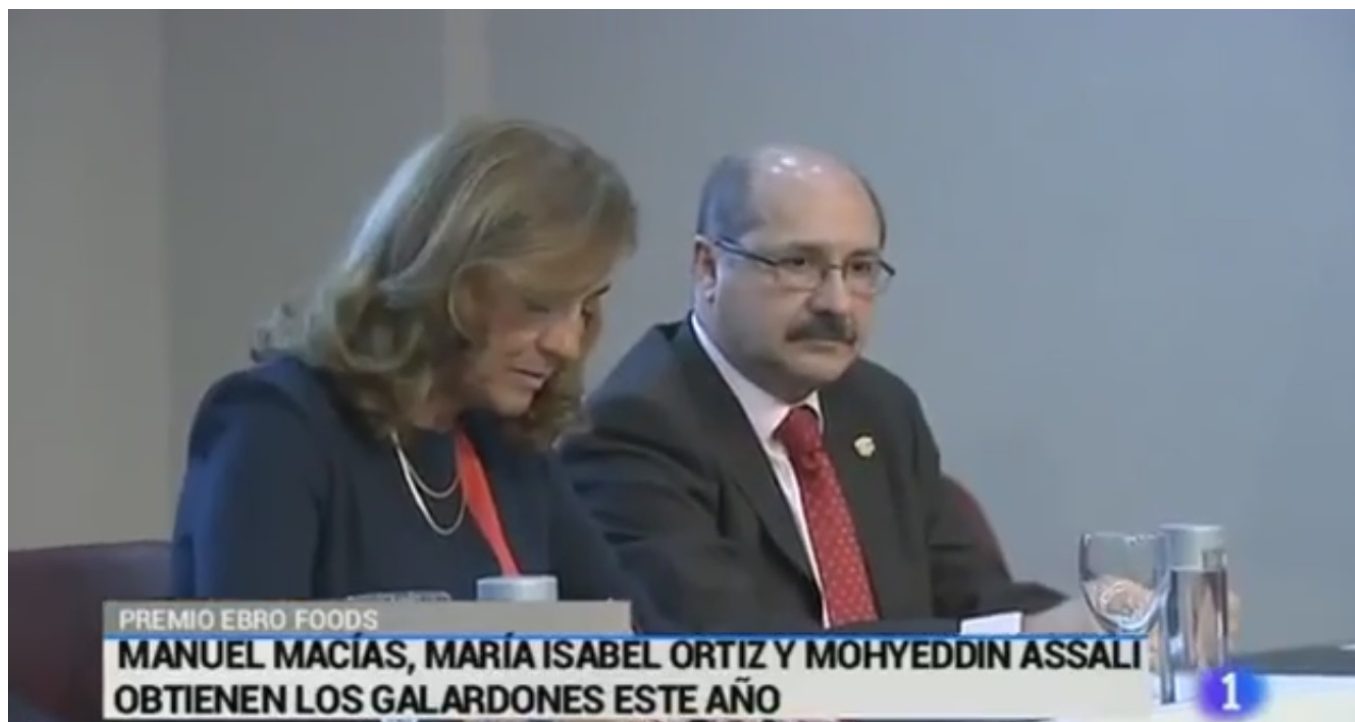 PREMIO EBRO FOODS
MANUEL MACÍAS, MARÍA ISABEL ORTIZ Y MOHYEDDIN ASSALI
OBTIENEN LOS GALARDONES ESTE AÑO
1